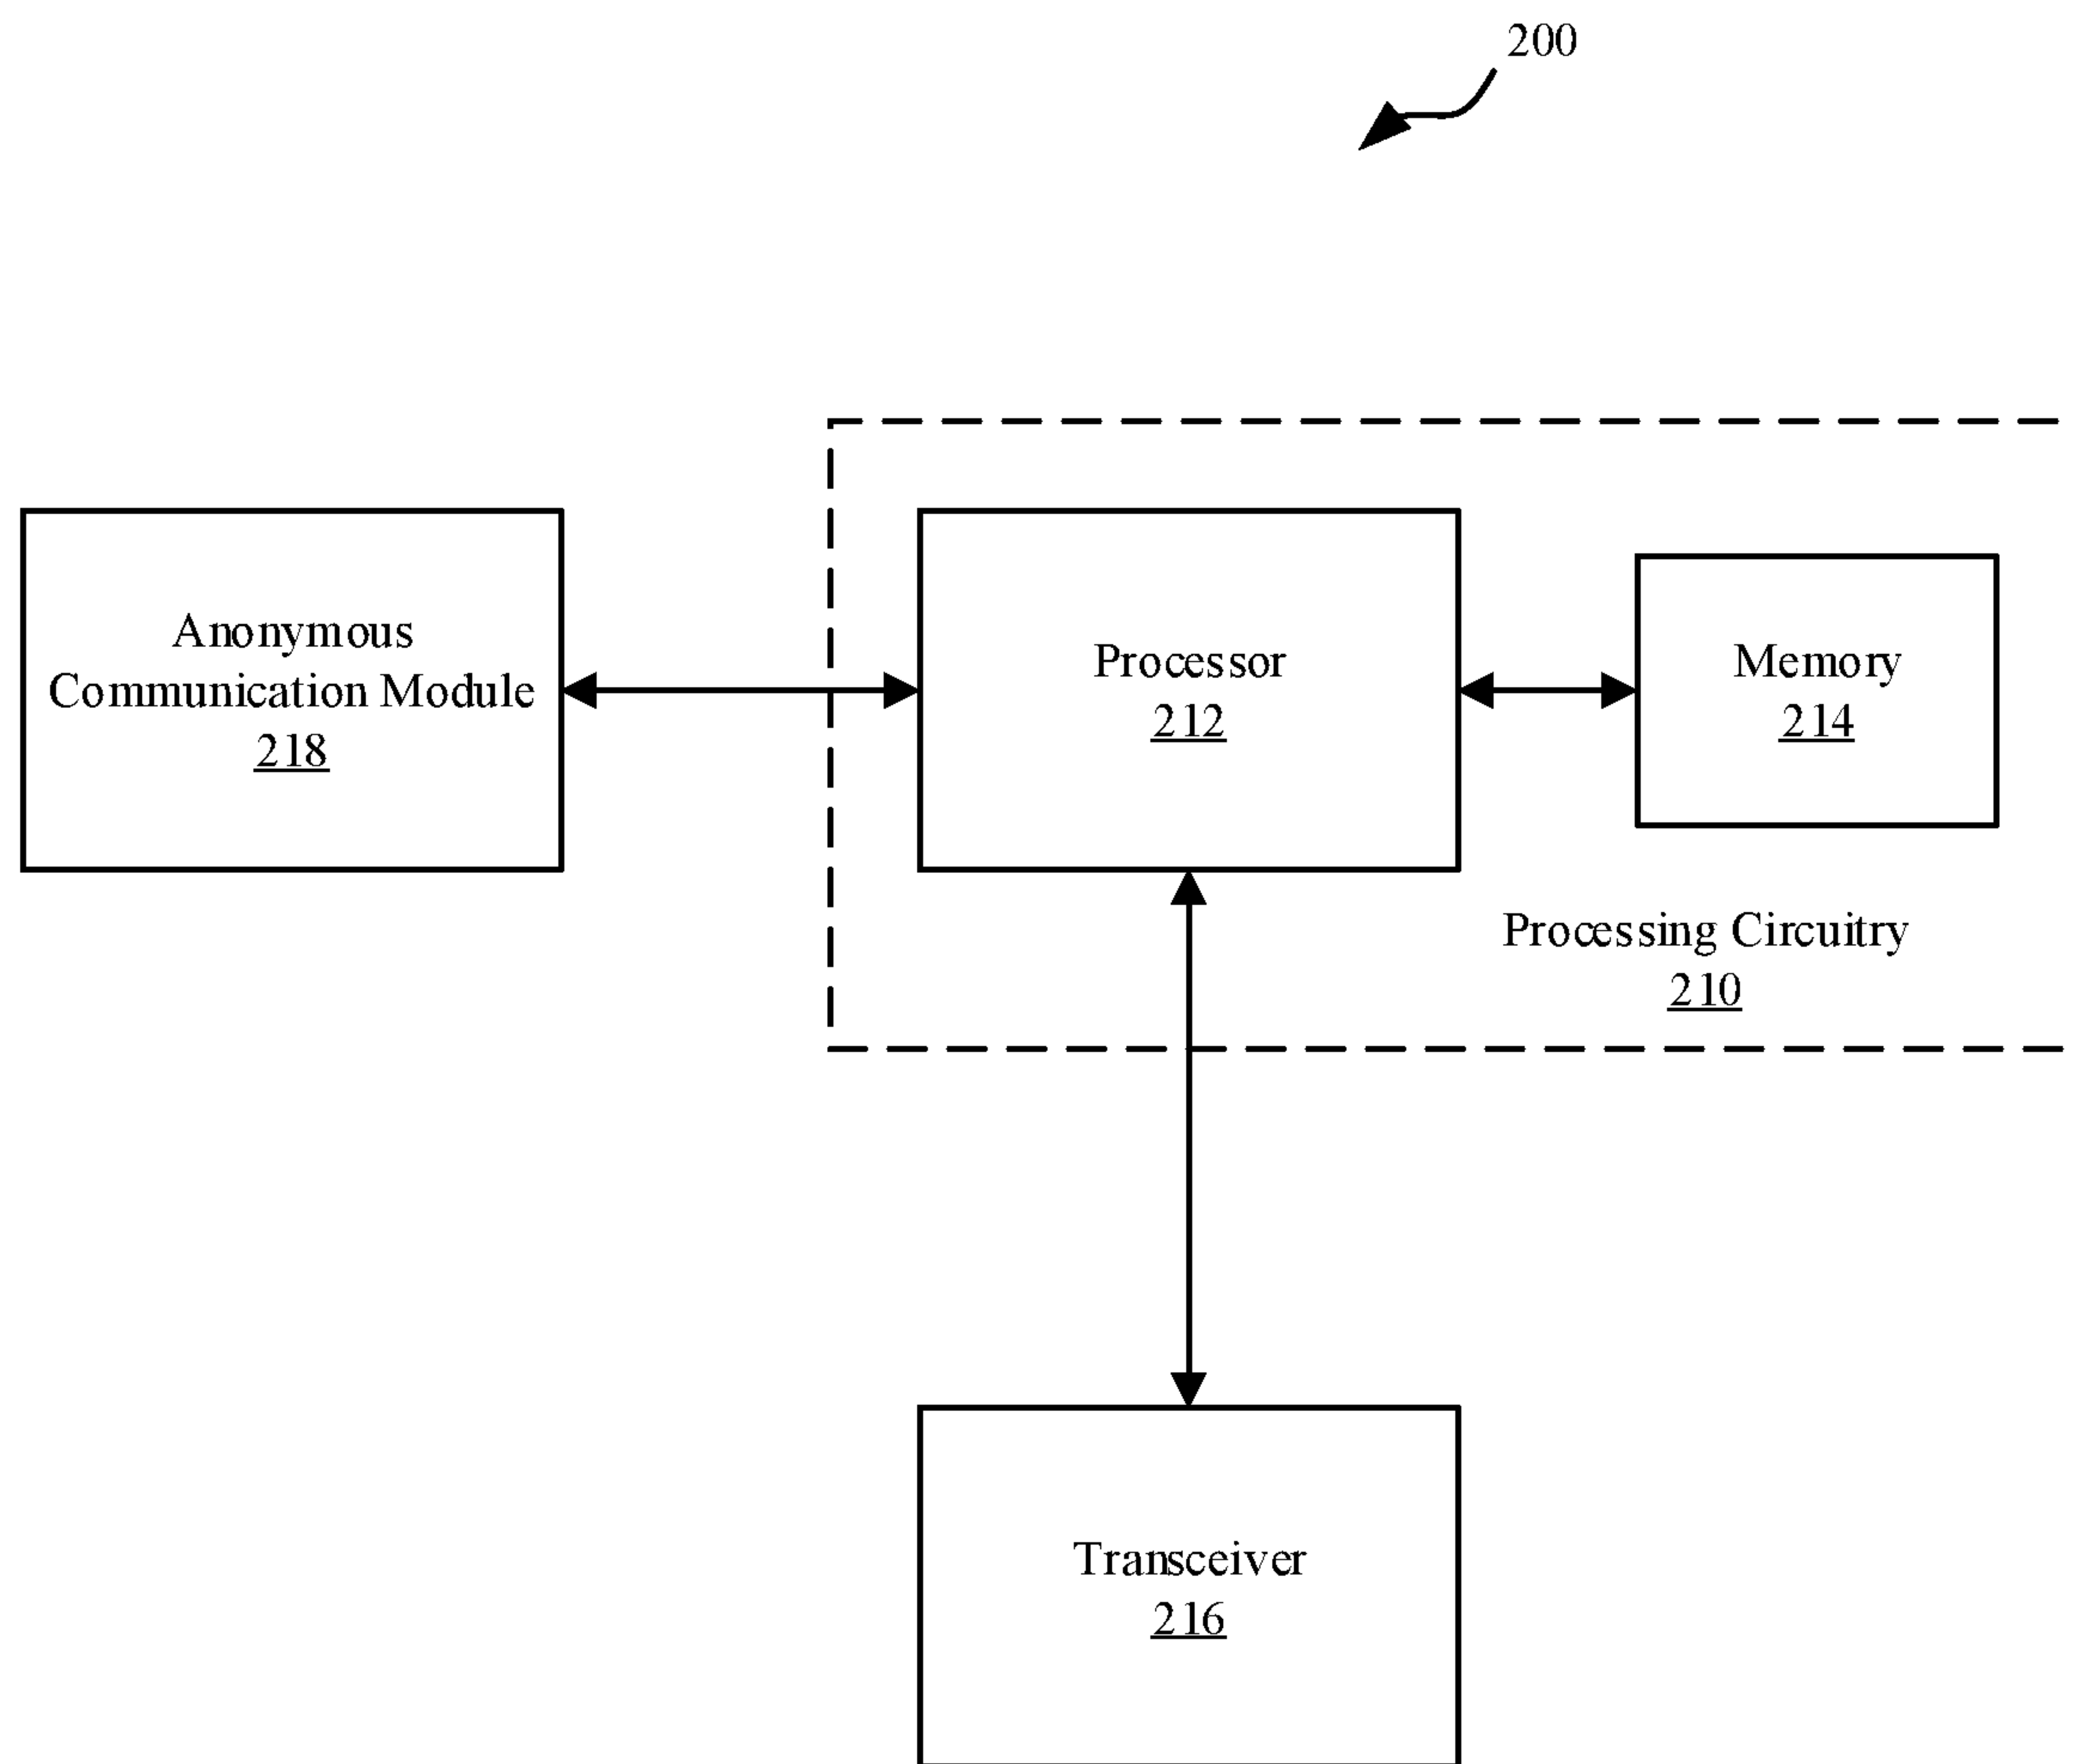 200
Anonymous
Communication Module
218
Processor
212
Memory
214
Processing Circuitry
210
Transceiver
216